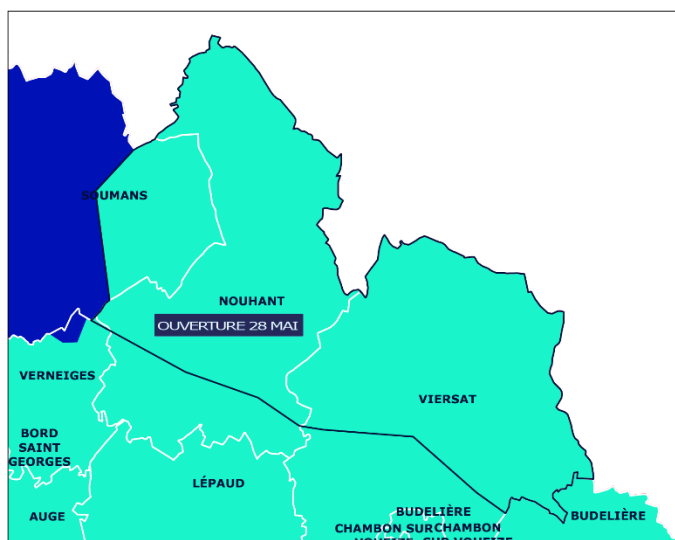 SOUMANS
NOUHANT
OUVERTURE 28 MAI
VERNEIGES
VIERSAT
BORD
SAINT
GEORGES
LÉPAUD
AUGE
BUDELIÈRE
BUDELIÈRE
CHAMBON SUR
CHAMBON